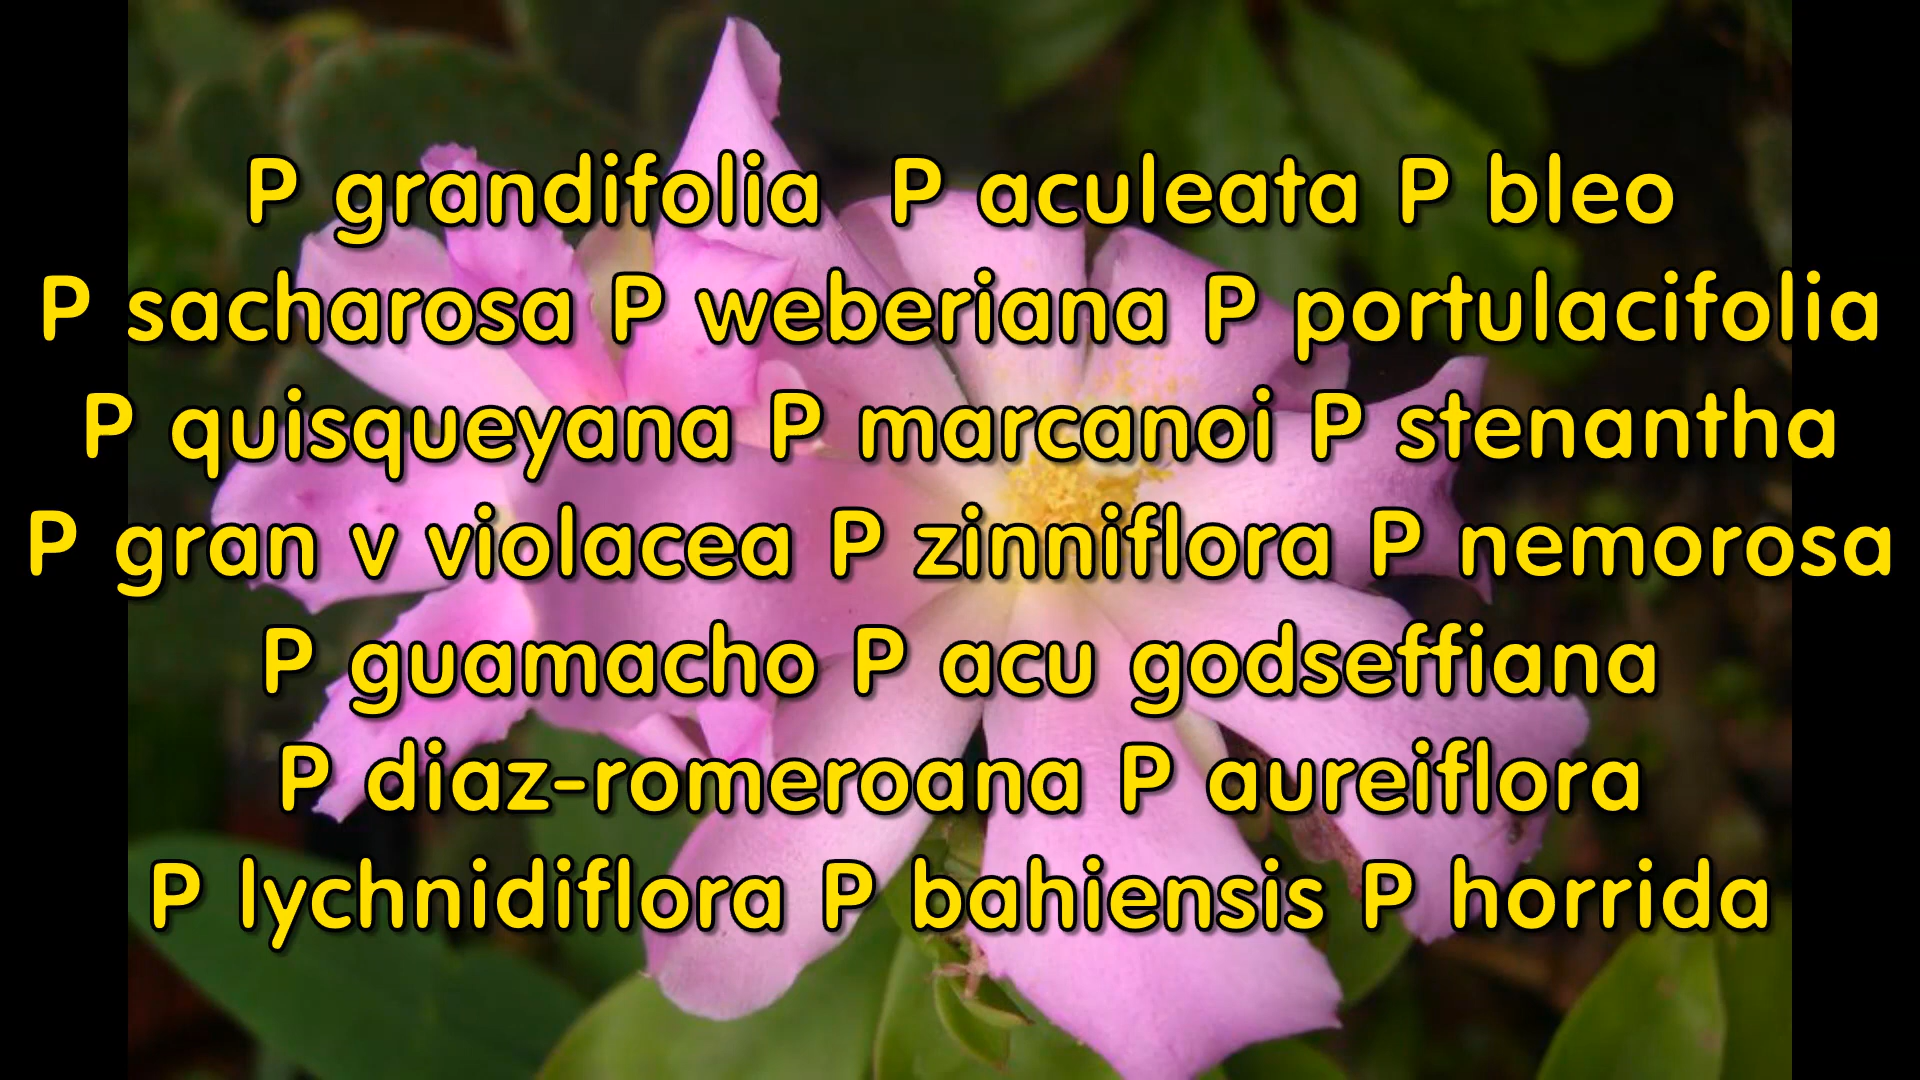 P grandifolia P aculeata P bleo
P sacharosa P weberiana P portulacifolia
P quisqueyana P marcanoi P stenantha
P gran v violacea P zinniflora P nemorosa
P guamacho P acu godseffiana
P diaz-romeroana P aureiflora
P lychnidiflora P bahiensis P horrida